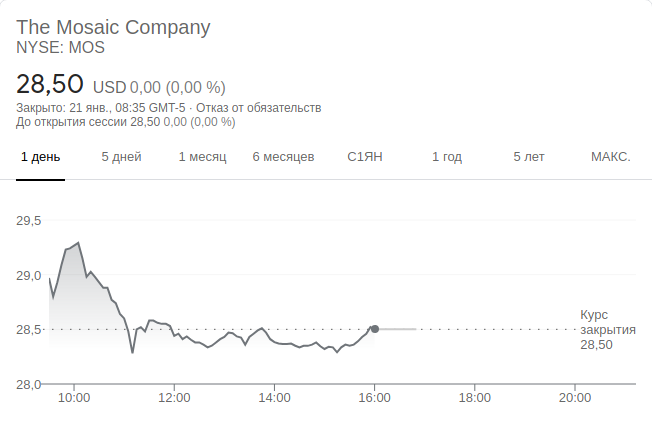 The Mosaic Company
NYSE: MOS
28,50 USD 0,00 (0,00 %)
Закрыто: 21 янв., 08:35 GMT-5 · Отказ от обязательств
До открытия сессии 28,50 0,00 (0,00 %)
1 день 5 дней 1 месяц 6 месяцев С1ЯН 1 год 5 лет МАКС.
29,5
29,0
28,5
28,0
Курс
закрытия
28,50
10:00 12:00 14:00 16:00 18:00 20:00